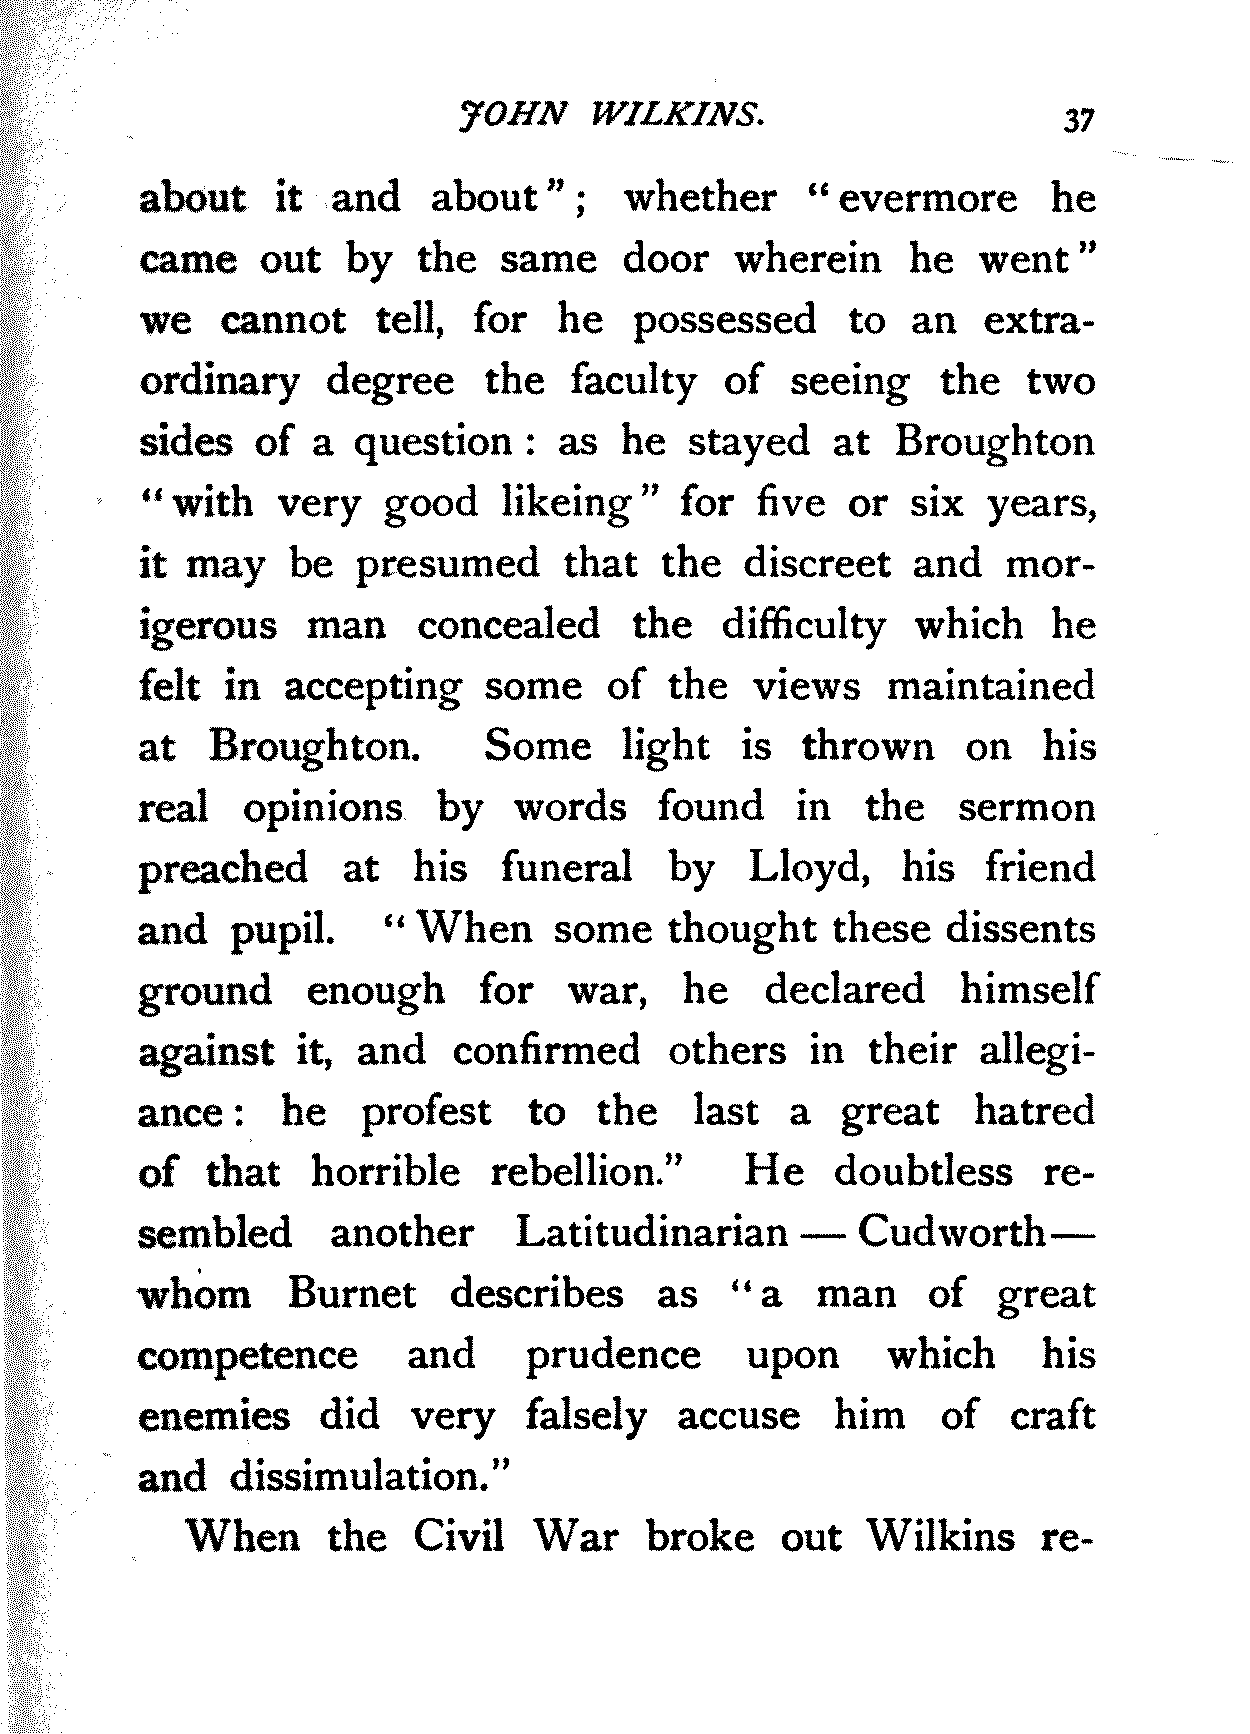 JOHN WILKINS. 37
about it and about"; whether "evermore he
came out by the same door wherein he went"
we cannot tell, for he possessed to an extra-
ordinary degree the faculty of seeing the two
sides of a question: as he stayed at Broughton
"with very good likeing" for five or six years,
it may be presumed that the discreet and mor-
igerous man concealed the difficulty which he
felt in accepting some of the views maintained
at Broughton. Some light is thrown on his
real opinions by words found in the sermon
preached at his funeral by Lloyd, his friend
and pupil. "When some thought these dissents
ground enough for war, he declared himself
against it, and confirmed others in their allegi-
ance: he profest to the last a great hatred
of that horrible rebellion." He doubtless re-
sembled another Latitudinarian — Cudworth—
whom Burnet describes as "a man of great
competence and prudence upon which his
enemies did very falsely accuse him of craft
and dissimulation."
When the Civil War broke out Wilkins re-